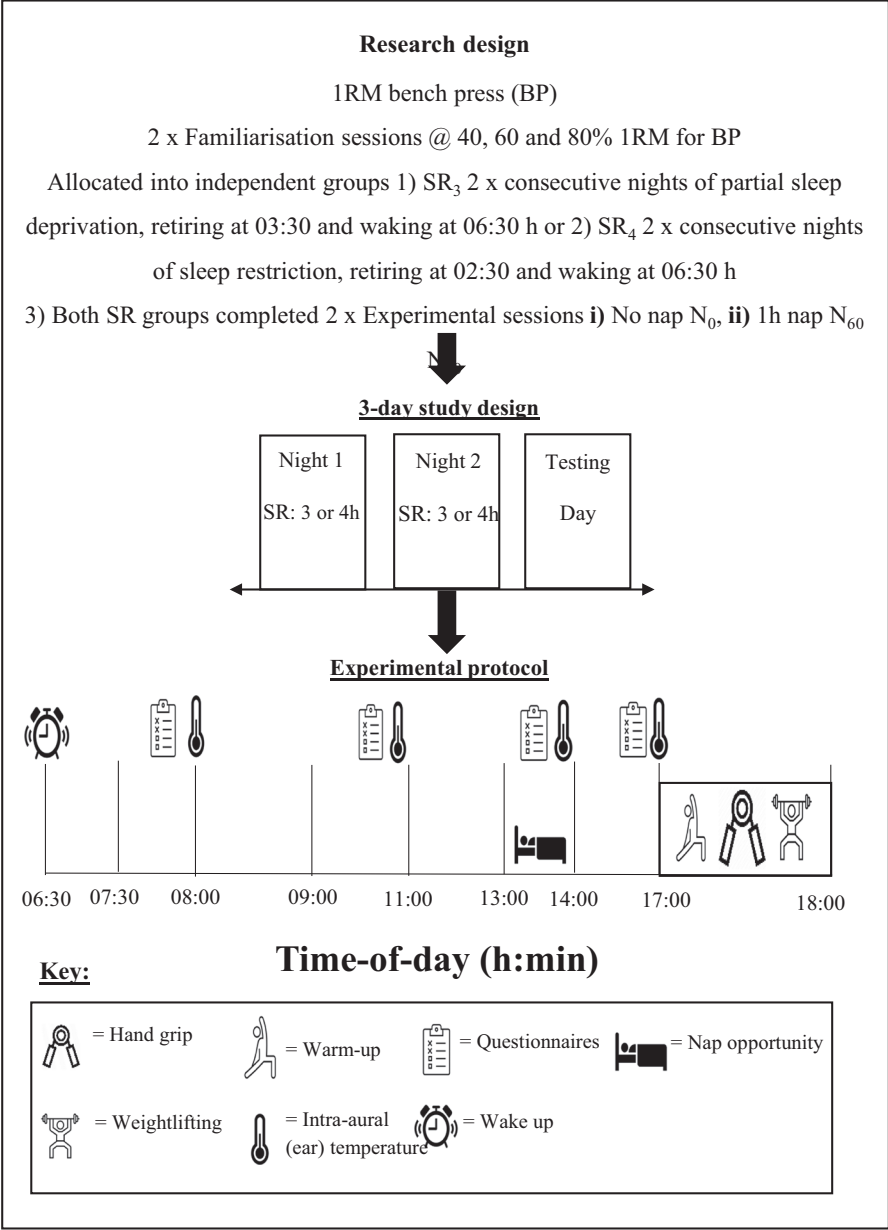 Research design
1RM bench press (BP)
2 x Familiarisation sessions @ 40, 60 and 80% 1RM for BP
Allocated into independent groups 1) SR₃ 2 x consecutive nights of partial sleep
deprivation, retiring at 03:30 and waking at 06:30 h or 2) SR₄ 2 x consecutive nights
of sleep restriction, retiring at 02:30 and waking at 06:30 h
3) Both SR groups completed 2 x Experimental sessions i) No nap N₀, ii) 1h nap N₆₀
3-day study design
Night 1
SR: 3 or 4h
Night 2
SR: 3 or 4h
Testing
Day
Experimental protocol
06:30 07:30 08:00 09:00 11:00 13:00 14:00 17:00 18:00
Time-of-day (h:min)
Key:
= Hand grip
= Warm-up
= Questionnaires
= Nap opportunity
= Weightlifting
= Intra-aural
(ear) temperature
= Wake up